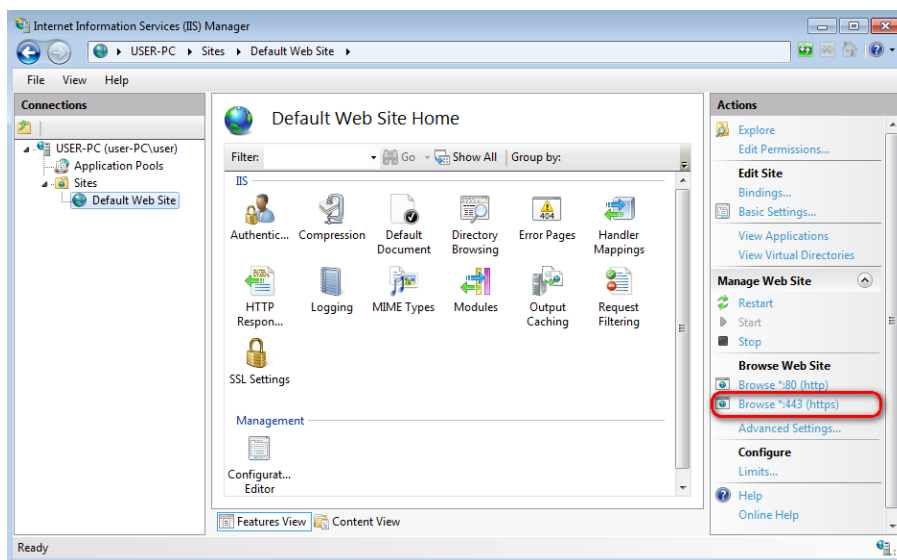 Internet Information Services (IIS) Manager
USER-PC Sites Default Web Site
File View Help
Connections
USER-PC (user-PC\user)
Application Pools
Sites
Default Web Site
Default Web Site Home
Filter: Go Show All Group by:
IIS
Authentic... Compression Default Document Directory Browsing Error Pages Handler Mappings
404
HTTP Respon... Logging MIME Types Modules Output Caching Request Filtering
SSL Settings
Management
Configurat... Editor
Features View Content View
Actions
Explore
Edit Permissions...
Edit Site
Bindings...
Basic Settings...
View Applications
View Virtual Directories
Manage Web Site
Restart
Start
Stop
Browse Web Site
Browse *:80 (http)
Browse *:443 (https)
Advanced Settings...
Configure
Limits...
Help
Online Help
Ready